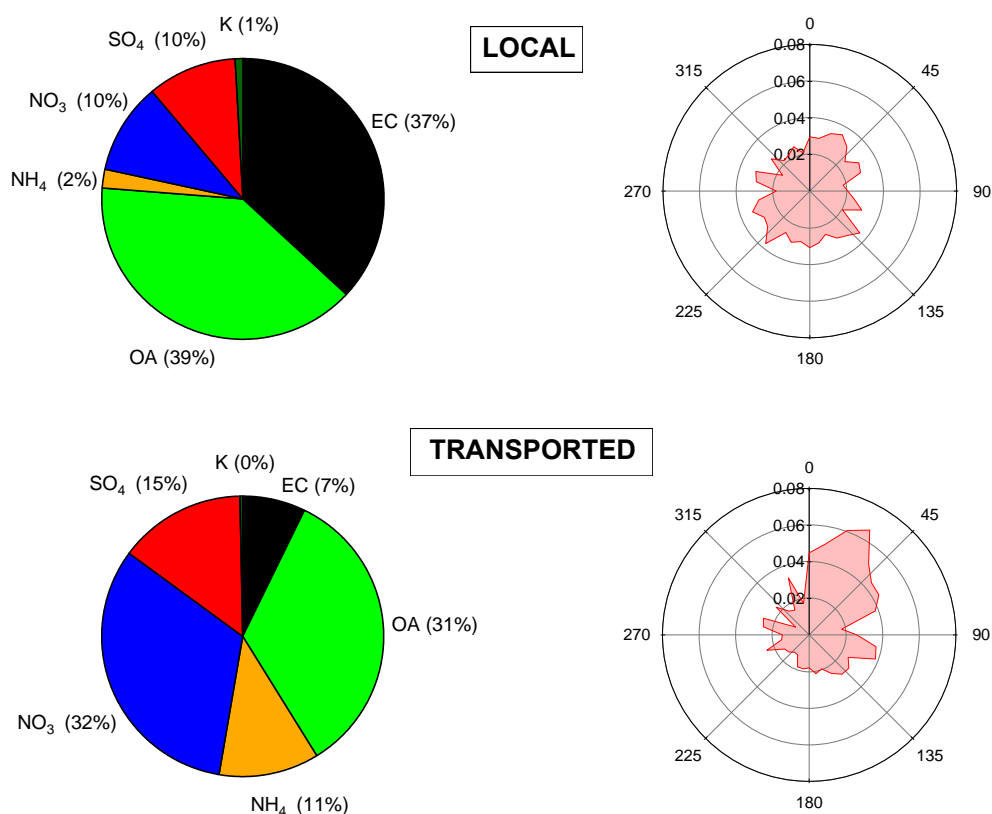 LOCAL
K (1%)
SO₄ (10%)
NO₃ (10%)
NH₄ (2%)
EC (37%)
OA (39%)
0
0.08
0.06
0.04
0.02
315
45
270
90
225
135
180
TRANSPORTED
K (0%)
SO₄ (15%)
EC (7%)
OA (31%)
NO₃ (32%)
NH₄ (11%)
0
0.08
0.06
0.04
0.02
315
45
270
90
225
135
180